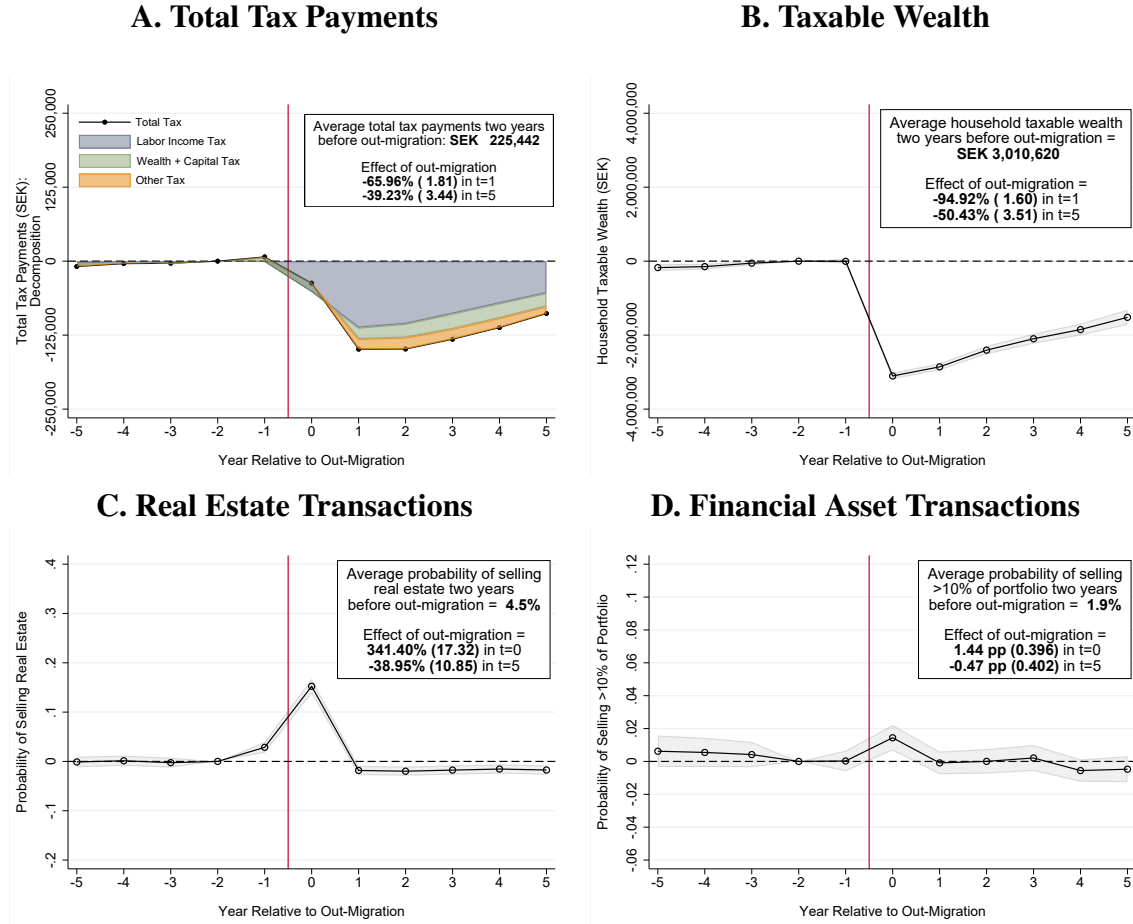 A. Total Tax Payments
Total Tax Payments (SEK):
Decomposition
250,000
125,000
0
-125,000
-250,000
Total Tax
Labor Income Tax
Wealth + Capital Tax
Other Tax
Average total tax payments two years
before out-migration: SEK 225,442
Effect of out-migration
-65.96% ( 1.81) in t=1
-39.23% ( 3.44) in t=5
-5 -4 -3 -2 -1 0 1 2 3 4 5
Year Relative to Out-Migration
B. Taxable Wealth
Household Taxable Wealth (SEK)
4,000,000
2,000,000
0
-2,000,000
-4,000,000
Average household taxable wealth
two years before out-migration =
SEK 3,010,620
Effect of out-migration =
-94.92% ( 1.60) in t=1
-50.43% ( 3.51) in t=5
-5 -4 -3 -2 -1 0 1 2 3 4 5
Year Relative to Out-Migration
C. Real Estate Transactions
Probability of Selling Real Estate
.4
.3
.2
.1
0
-.1
-.2
Average probability of selling
real estate two years
before out-migration = 4.5%
Effect of out-migration =
341.40% (17.32) in t=0
-38.95% (10.85) in t=5
-5 -4 -3 -2 -1 0 1 2 3 4 5
Year Relative to Out-Migration
D. Financial Asset Transactions
Probability of Selling >10% of Portfolio
.12
.1
.08
.06
.04
.02
0
-.02
-.04
-.06
Average probability of selling
>10% of portfolio two years
before out-migration = 1.9%
Effect of out-migration =
1.44 pp (0.396) in t=0
-0.47 pp (0.402) in t=5
-5 -4 -3 -2 -1 0 1 2 3 4 5
Year Relative to Out-Migration